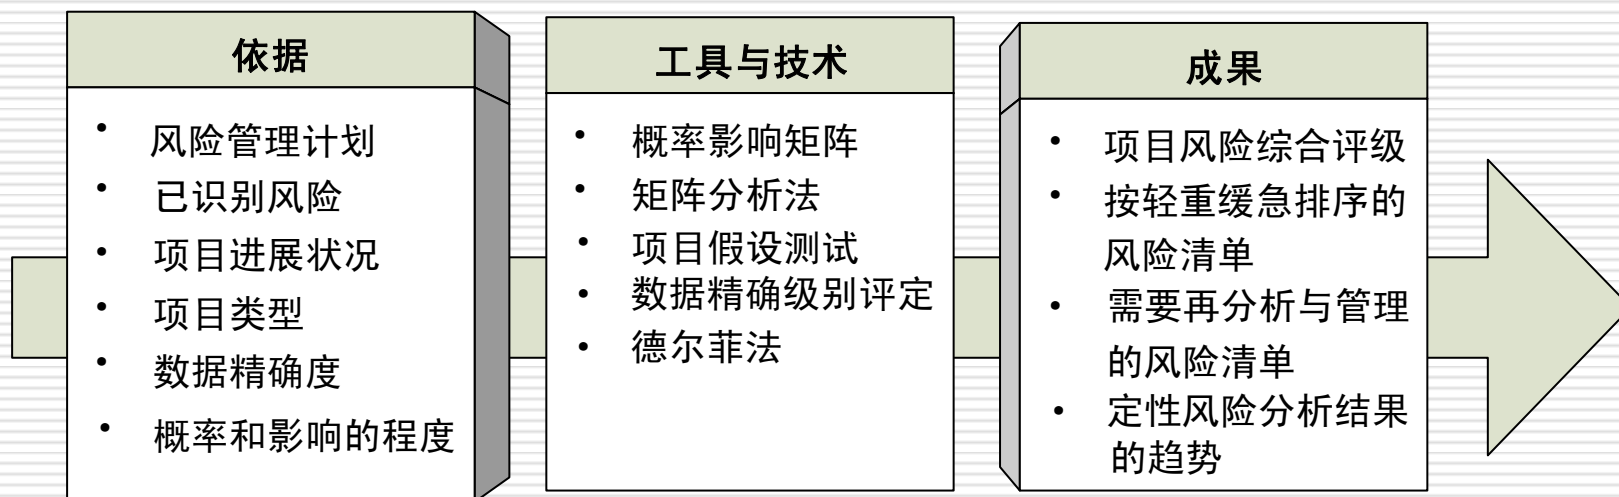 依据
• 风险管理计划
• 已识别风险
• 项目进展状况
• 项目类型
• 数据精确度
• 概率和影响的程度
工具与技术
• 概率影响矩阵
• 矩阵分析法
• 项目假设测试
• 数据精确级别评定
• 德尔菲法
成果
• 项目风险综合评级
• 按轻重缓急排序的
风险清单
• 需要再分析与管理
的风险清单
• 定性风险分析结果
的趋势